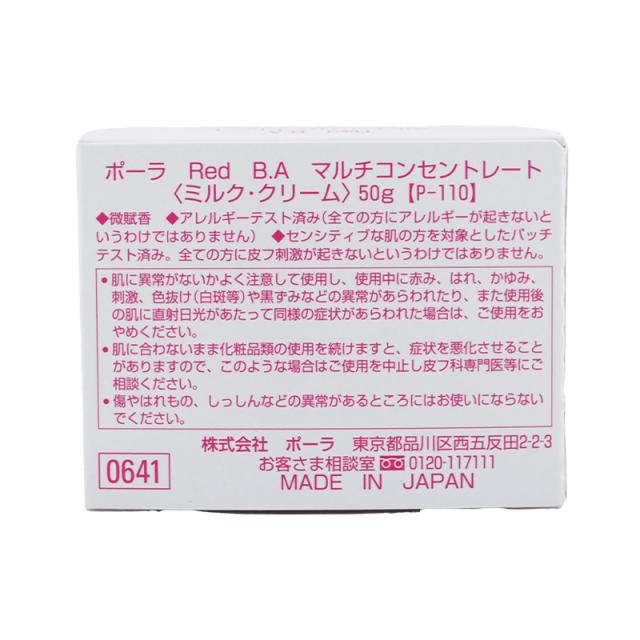 ポーラ Red B.A マルチコンセントレート
〈ミルク・クリーム〉50g【P-110】
◆微賦香 ◆アレルギーテスト済み(全ての方にアレルギーが起きないと
いうわけではありません) ◆センシティブな肌の方を対象としたパッチ
テスト済み。全ての方に皮フ刺激が起きないというわけではありません。
●肌に異常がないかよく注意して使用し、使用中に赤み、はれ、かゆみ、
刺激、色抜け(白斑等)や黒ずみなどの異常があらわれたり、また使用後
の肌に直射日光があたって同様の症状があらわれた場合は、ご使用をお
やめください。
●肌に合わないまま化粧品類の使用を続けますと、症状を悪化させること
がありますので、このような場合はご使用を中止し皮フ科専門医等にご
相談ください。
●傷やはれもの、しっしんなどの異常があるところにはお使いにならない
でください。
株式会社 ポーラ 東京都品川区西五反田2-2-3
お客さま相談室 0120-117111
0641
MADE IN JAPAN